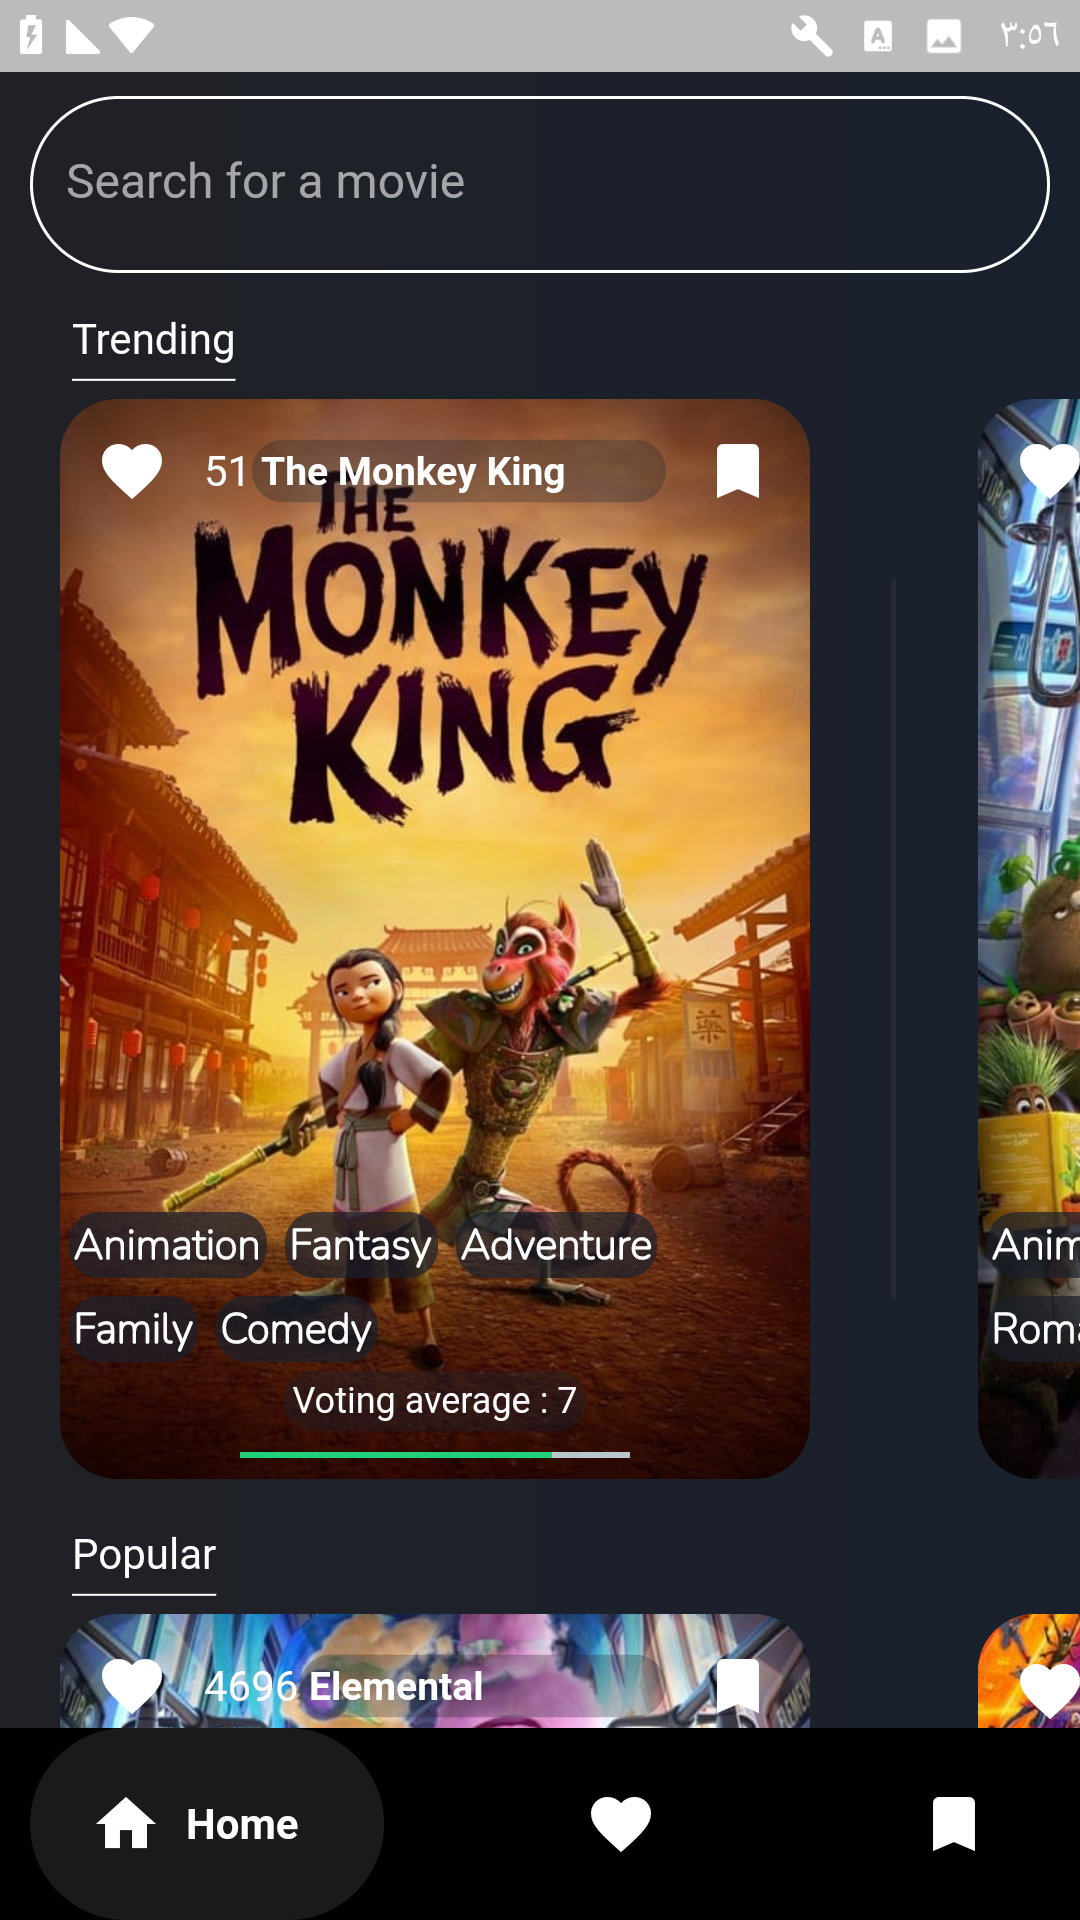 ٣:٥٦
Search for a movie
Trending
51 The Monkey King
THE
MONKEY
KING
藥
Animation Fantasy Adventure
Anim
Family Comedy
Roma
Voting average : 7
Popular
4696 Elemental
Home